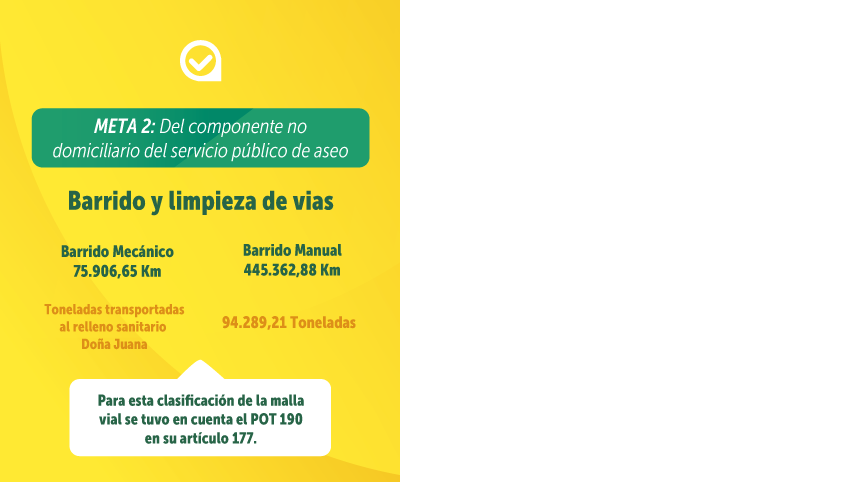 META 2: Del componente no
domiciliario del servicio público de aseo
Barrido y limpieza de vias
Barrido Mecánico
75.906,65 Km
Barrido Manual
445.362,88 Km
Toneladas transportadas
al relleno sanitario
Doña Juana
94.289,21 Toneladas
Para esta clasificación de la malla
vial se tuvo en cuenta el POT 190
en su artículo 177.